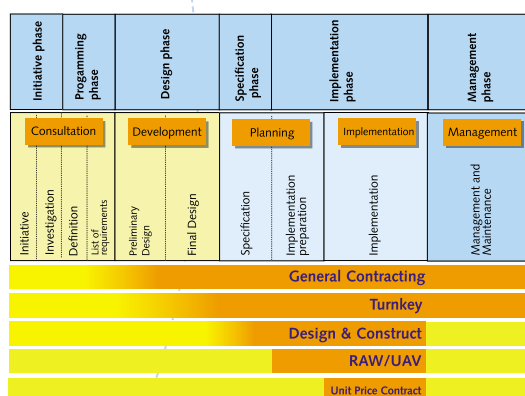 Initiative phase
Progamming
phase
Design phase
Specification
phase
Implementation
phase
Management
phase
Consultation
Development
Planning
Implementation
Management
Initiative
Investigation
Definition
List of
requirements
Preliminary
Design
Final Design
Specification
Implementation
preparation
Implementation
Management and
Maintenance
General Contracting
Turnkey
Design & Construct
RAW/UAV
Unit Price Contract